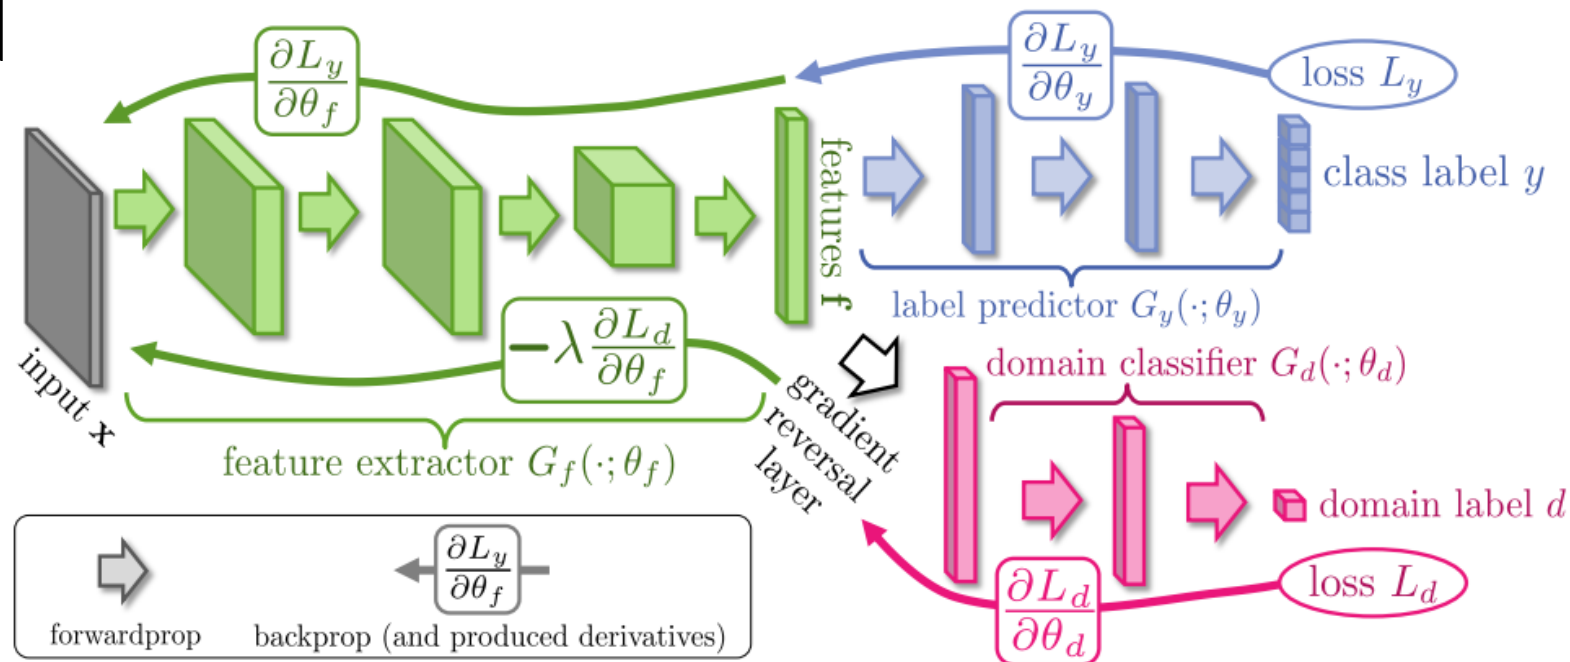 ∂L_y/∂θ_f
∂L_y/∂θ_y
loss L_y
input x
features f
class label y
label predictor G_y(·; θ_y)
−λ ∂L_d/∂θ_f
feature extractor G_f(·; θ_f)
gradient
reversal
layer
domain classifier G_d(·; θ_d)
domain label d
∂L_d/∂θ_d
loss L_d
forwardprop
∂L_y/∂θ_f
backprop (and produced derivatives)